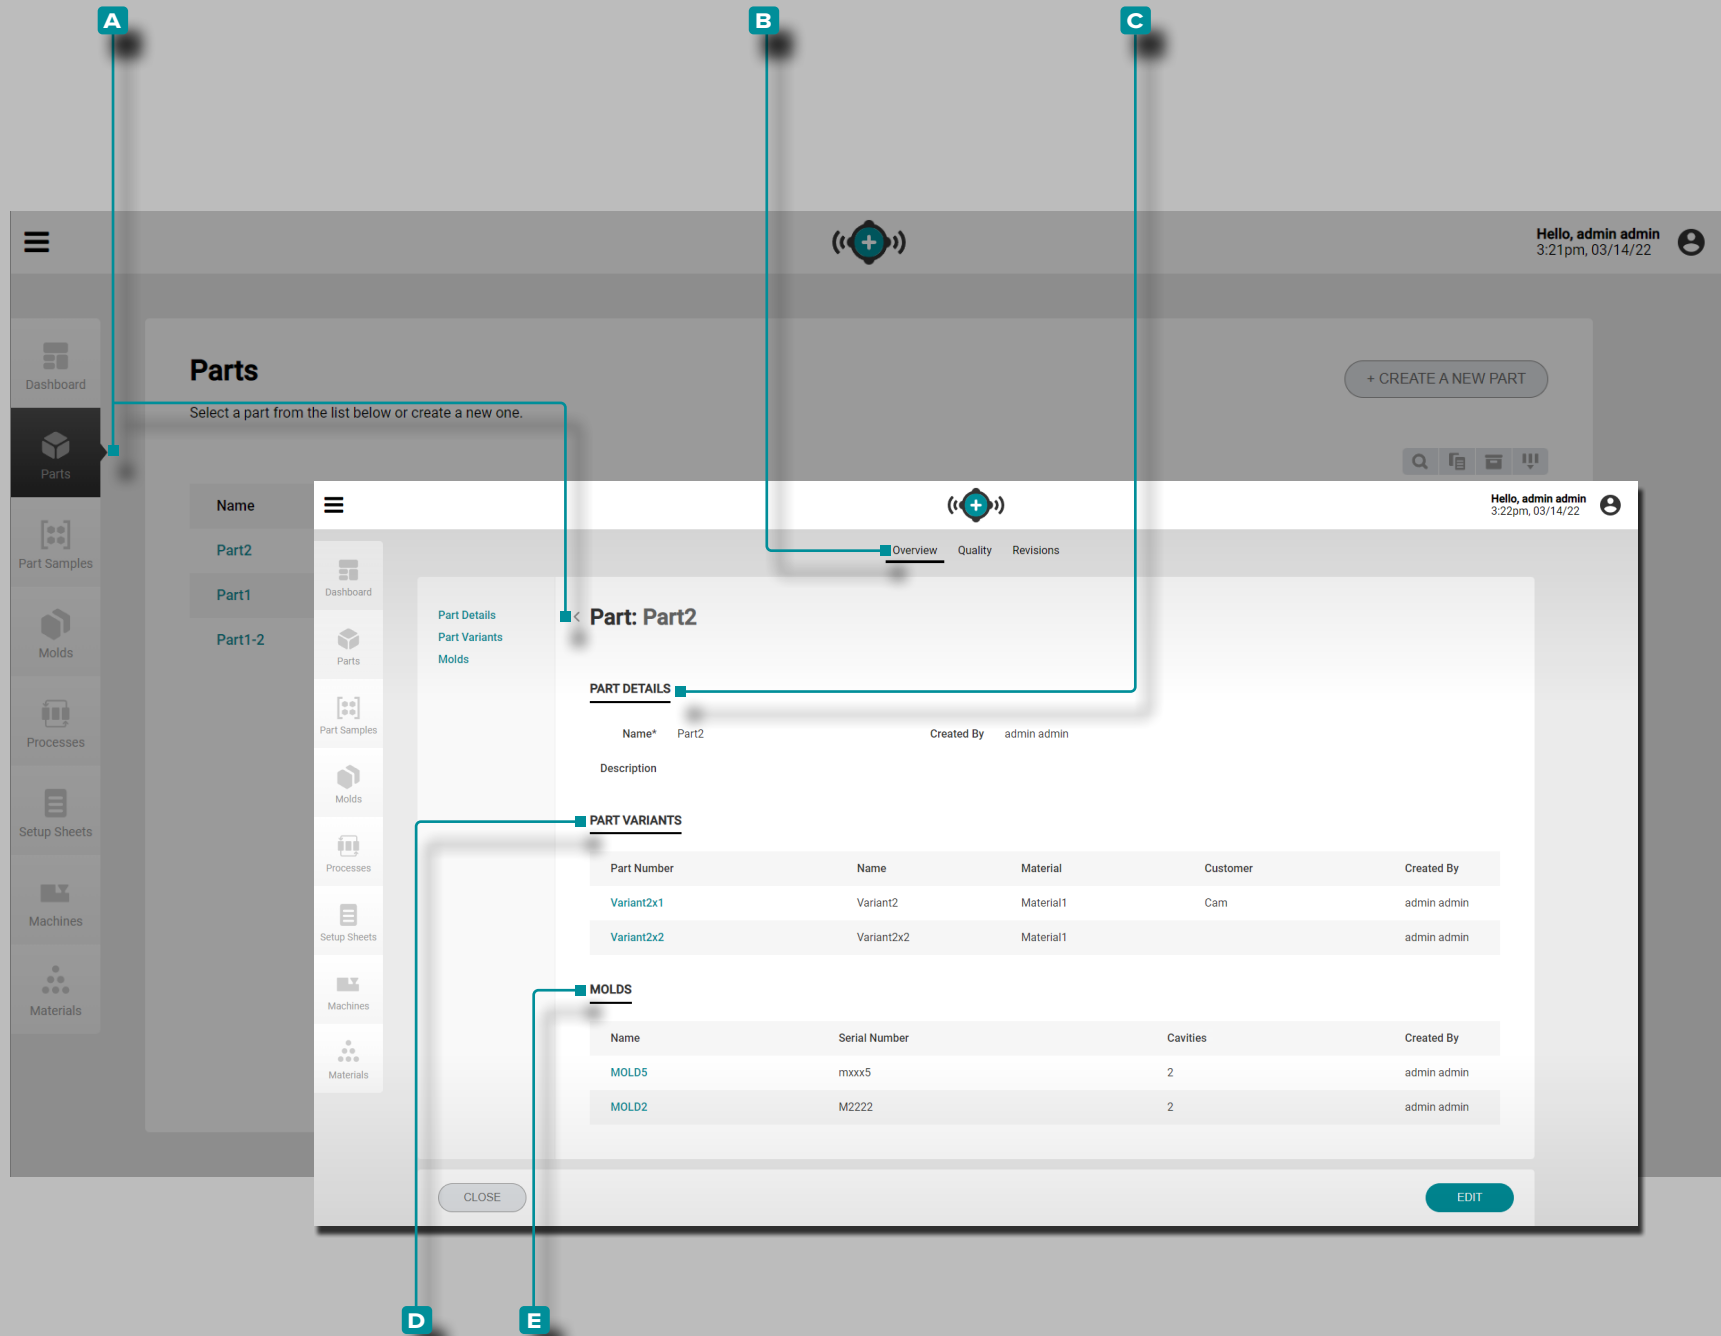 A
B
C
Hello, admin admin
3:21pm, 03/14/22
Dashboard
Parts
Part Samples
Molds
Processes
Setup Sheets
Machines
Materials
Parts
+ CREATE A NEW PART
Select a part from the list below or create a new one.
Name
Part2
Part1
Part1-2
Hello, admin admin
3:22pm, 03/14/22
Overview Quality Revisions
Dashboard
Parts
Part Samples
Molds
Processes
Setup Sheets
Machines
Materials
Part Details
Part Variants
Molds
< Part: Part2
PART DETAILS
Name* Part2 Created By admin admin
Description
PART VARIANTS
Part Number Name Material Customer Created By
Variant2x1 Variant2 Material1 Cam admin admin
Variant2x2 Variant2x2 Material1 admin admin
MOLDS
Name Serial Number Cavities Created By
MOLD5 mxxx5 2 admin admin
MOLD2 M2222 2 admin admin
CLOSE
EDIT
D
E